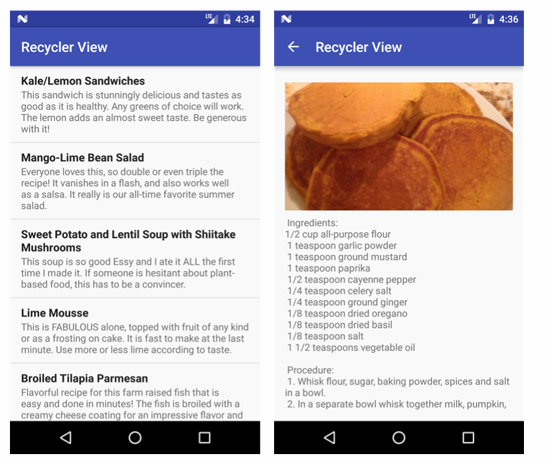 LTE 4:34
Recycler View
Kale/Lemon Sandwiches
This sandwich is stunningly delicious and tastes as
good as it is healthy. Any greens of choice will work.
The lemon adds an almost sweet taste. Be generous
with it!
Mango-Lime Bean Salad
Everyone loves this, so double or even triple the
recipe! It vanishes in a flash, and also works well
as a salsa. It really is our all-time favorite summer
salad.
Sweet Potato and Lentil Soup with Shiitake
Mushrooms
This soup is so good Essy and I ate it ALL the first
time I made it. If someone is hesitant about plant-
based food, this has to be a convincer.
Lime Mousse
This is FABULOUS alone, topped with fruit of any kind
or as a frosting on cake. It is fast to make at the last
minute. Use more or less lime according to taste.
Broiled Tilapia Parmesan
Flavorful recipe for this farm raised fish that is
easy and done in minutes! The fish is broiled with a
creamy cheese coating for an impressive flavor and
LTE 4:36
Recycler View
Ingredients:
1/2 cup all-purpose flour
1 teaspoon garlic powder
1 teaspoon ground mustard
1 teaspoon paprika
1/2 teaspoon cayenne pepper
1/4 teaspoon celery salt
1/4 teaspoon ground ginger
1/8 teaspoon dried oregano
1/8 teaspoon dried basil
1/8 teaspoon salt
1 1/2 teaspoons vegetable oil
Procedure:
1. Whisk flour, sugar, baking powder, spices and salt
in a bowl.
2. In a separate bowl whisk together milk, pumpkin,